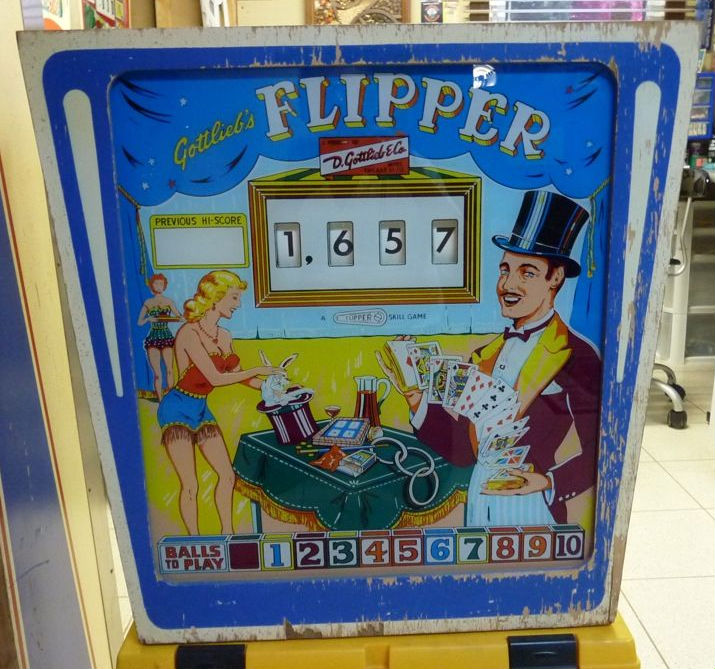 Gottlieb's FLIPPER
D. Gottlieb & Co.
PREVIOUS HI-SCORE
1,657
A FLIPPER SKILL GAME
BALLS TO PLAY 1 2 3 4 5 6 7 8 9 10